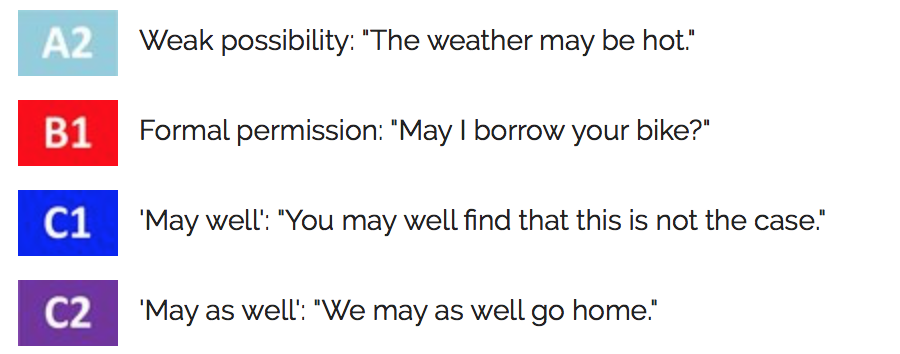 A2 Weak possibility: "The weather may be hot."
B1 Formal permission: "May I borrow your bike?"
C1 'May well': "You may well find that this is not the case."
C2 'May as well': "We may as well go home."